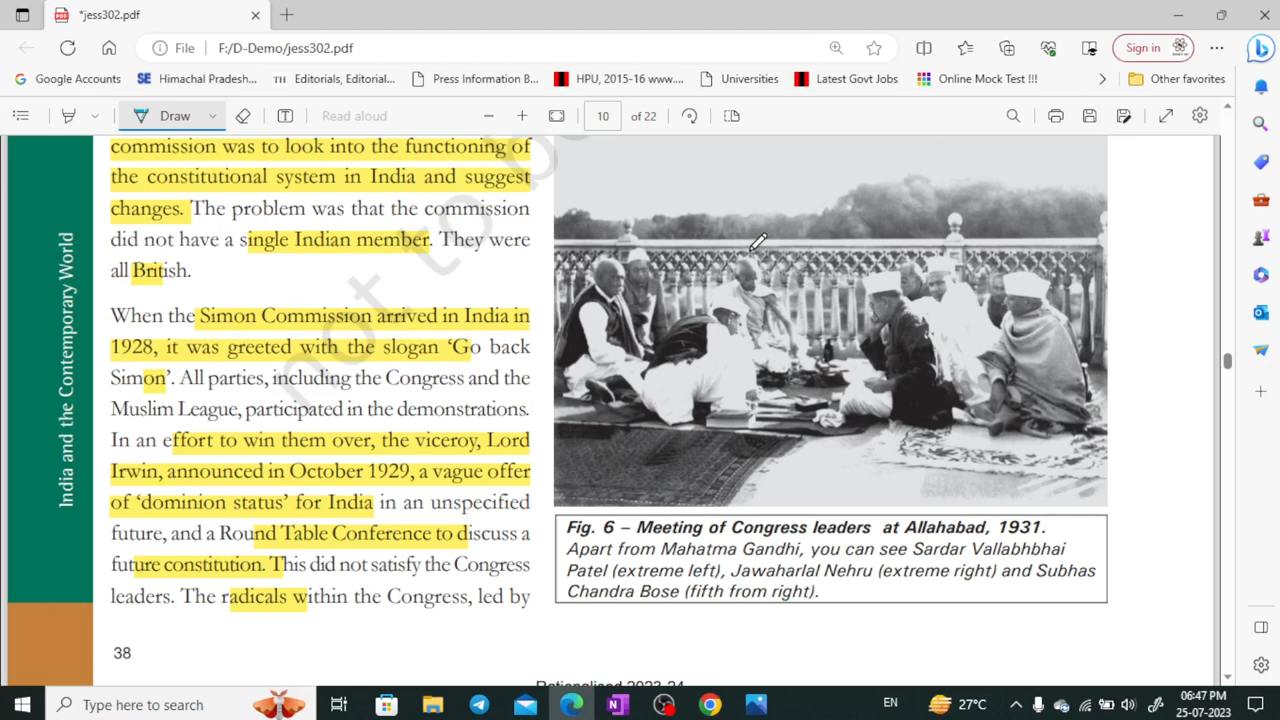 *jess302.pdf
File F:/D-Demo/jess302.pdf Sign in
Google Accounts SE Himachal Pradesh... TH Editorials, Editorial... Press Information B... HPU, 2015-16 www.... Universities Latest Govt Jobs Online Mock Test !!! Other favorites
Draw Read aloud 10 of 22
India and the Contemporary World
commission was to look into the functioning of
the constitutional system in India and suggest
changes. The problem was that the commission
did not have a single Indian member. They were
all British.
When the Simon Commission arrived in India in
1928, it was greeted with the slogan ‘Go back
Simon’. All parties, including the Congress and the
Muslim League, participated in the demonstrations.
In an effort to win them over, the viceroy, Lord
Irwin, announced in October 1929, a vague offer
of ‘dominion status’ for India in an unspecified
future, and a Round Table Conference to discuss a
future constitution. This did not satisfy the Congress
leaders. The radicals within the Congress, led by
not to b
Fig. 6 – Meeting of Congress leaders at Allahabad, 1931.
Apart from Mahatma Gandhi, you can see Sardar Vallabhbhai
Patel (extreme left), Jawaharlal Nehru (extreme right) and Subhas
Chandra Bose (fifth from right).
38
Rationalised 2023-24
Type here to search 27°C EN 06:47 PM
25-07-2023